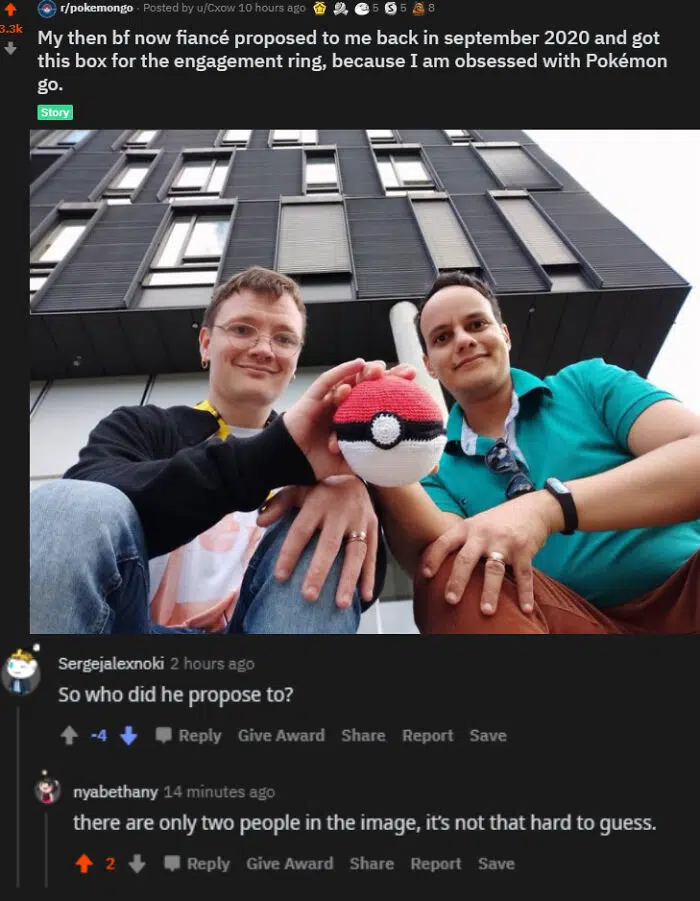 r/pokemongo · Posted by u/Cxow 10 hours ago 5 5 8
3.3k
My then bf now fiancé proposed to me back in september 2020 and got
this box for the engagement ring, because I am obsessed with Pokémon
go.
Story
Sergejalexnoki 2 hours ago
So who did he propose to?
-4 Reply Give Award Share Report Save
nyabethany 14 minutes ago
there are only two people in the image, it's not that hard to guess.
2 Reply Give Award Share Report Save